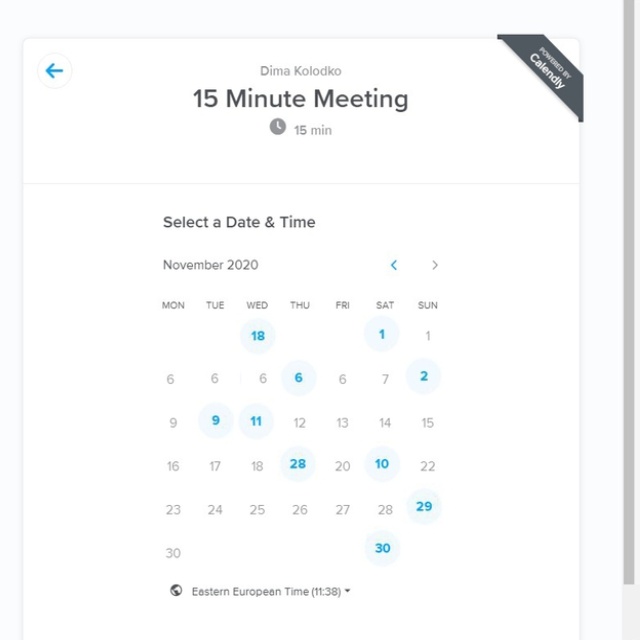 POWERED BY
Calendly
Dima Kolodko
15 Minute Meeting
15 min
Select a Date & Time
November 2020
MON TUE WED THU FRI SAT SUN
18 1 1
6 6 6 6 6 7 2
9 9 11 12 13 14 15
16 17 18 28 20 10 22
23 24 25 26 27 28 29
30 30
Eastern European Time (11:38)